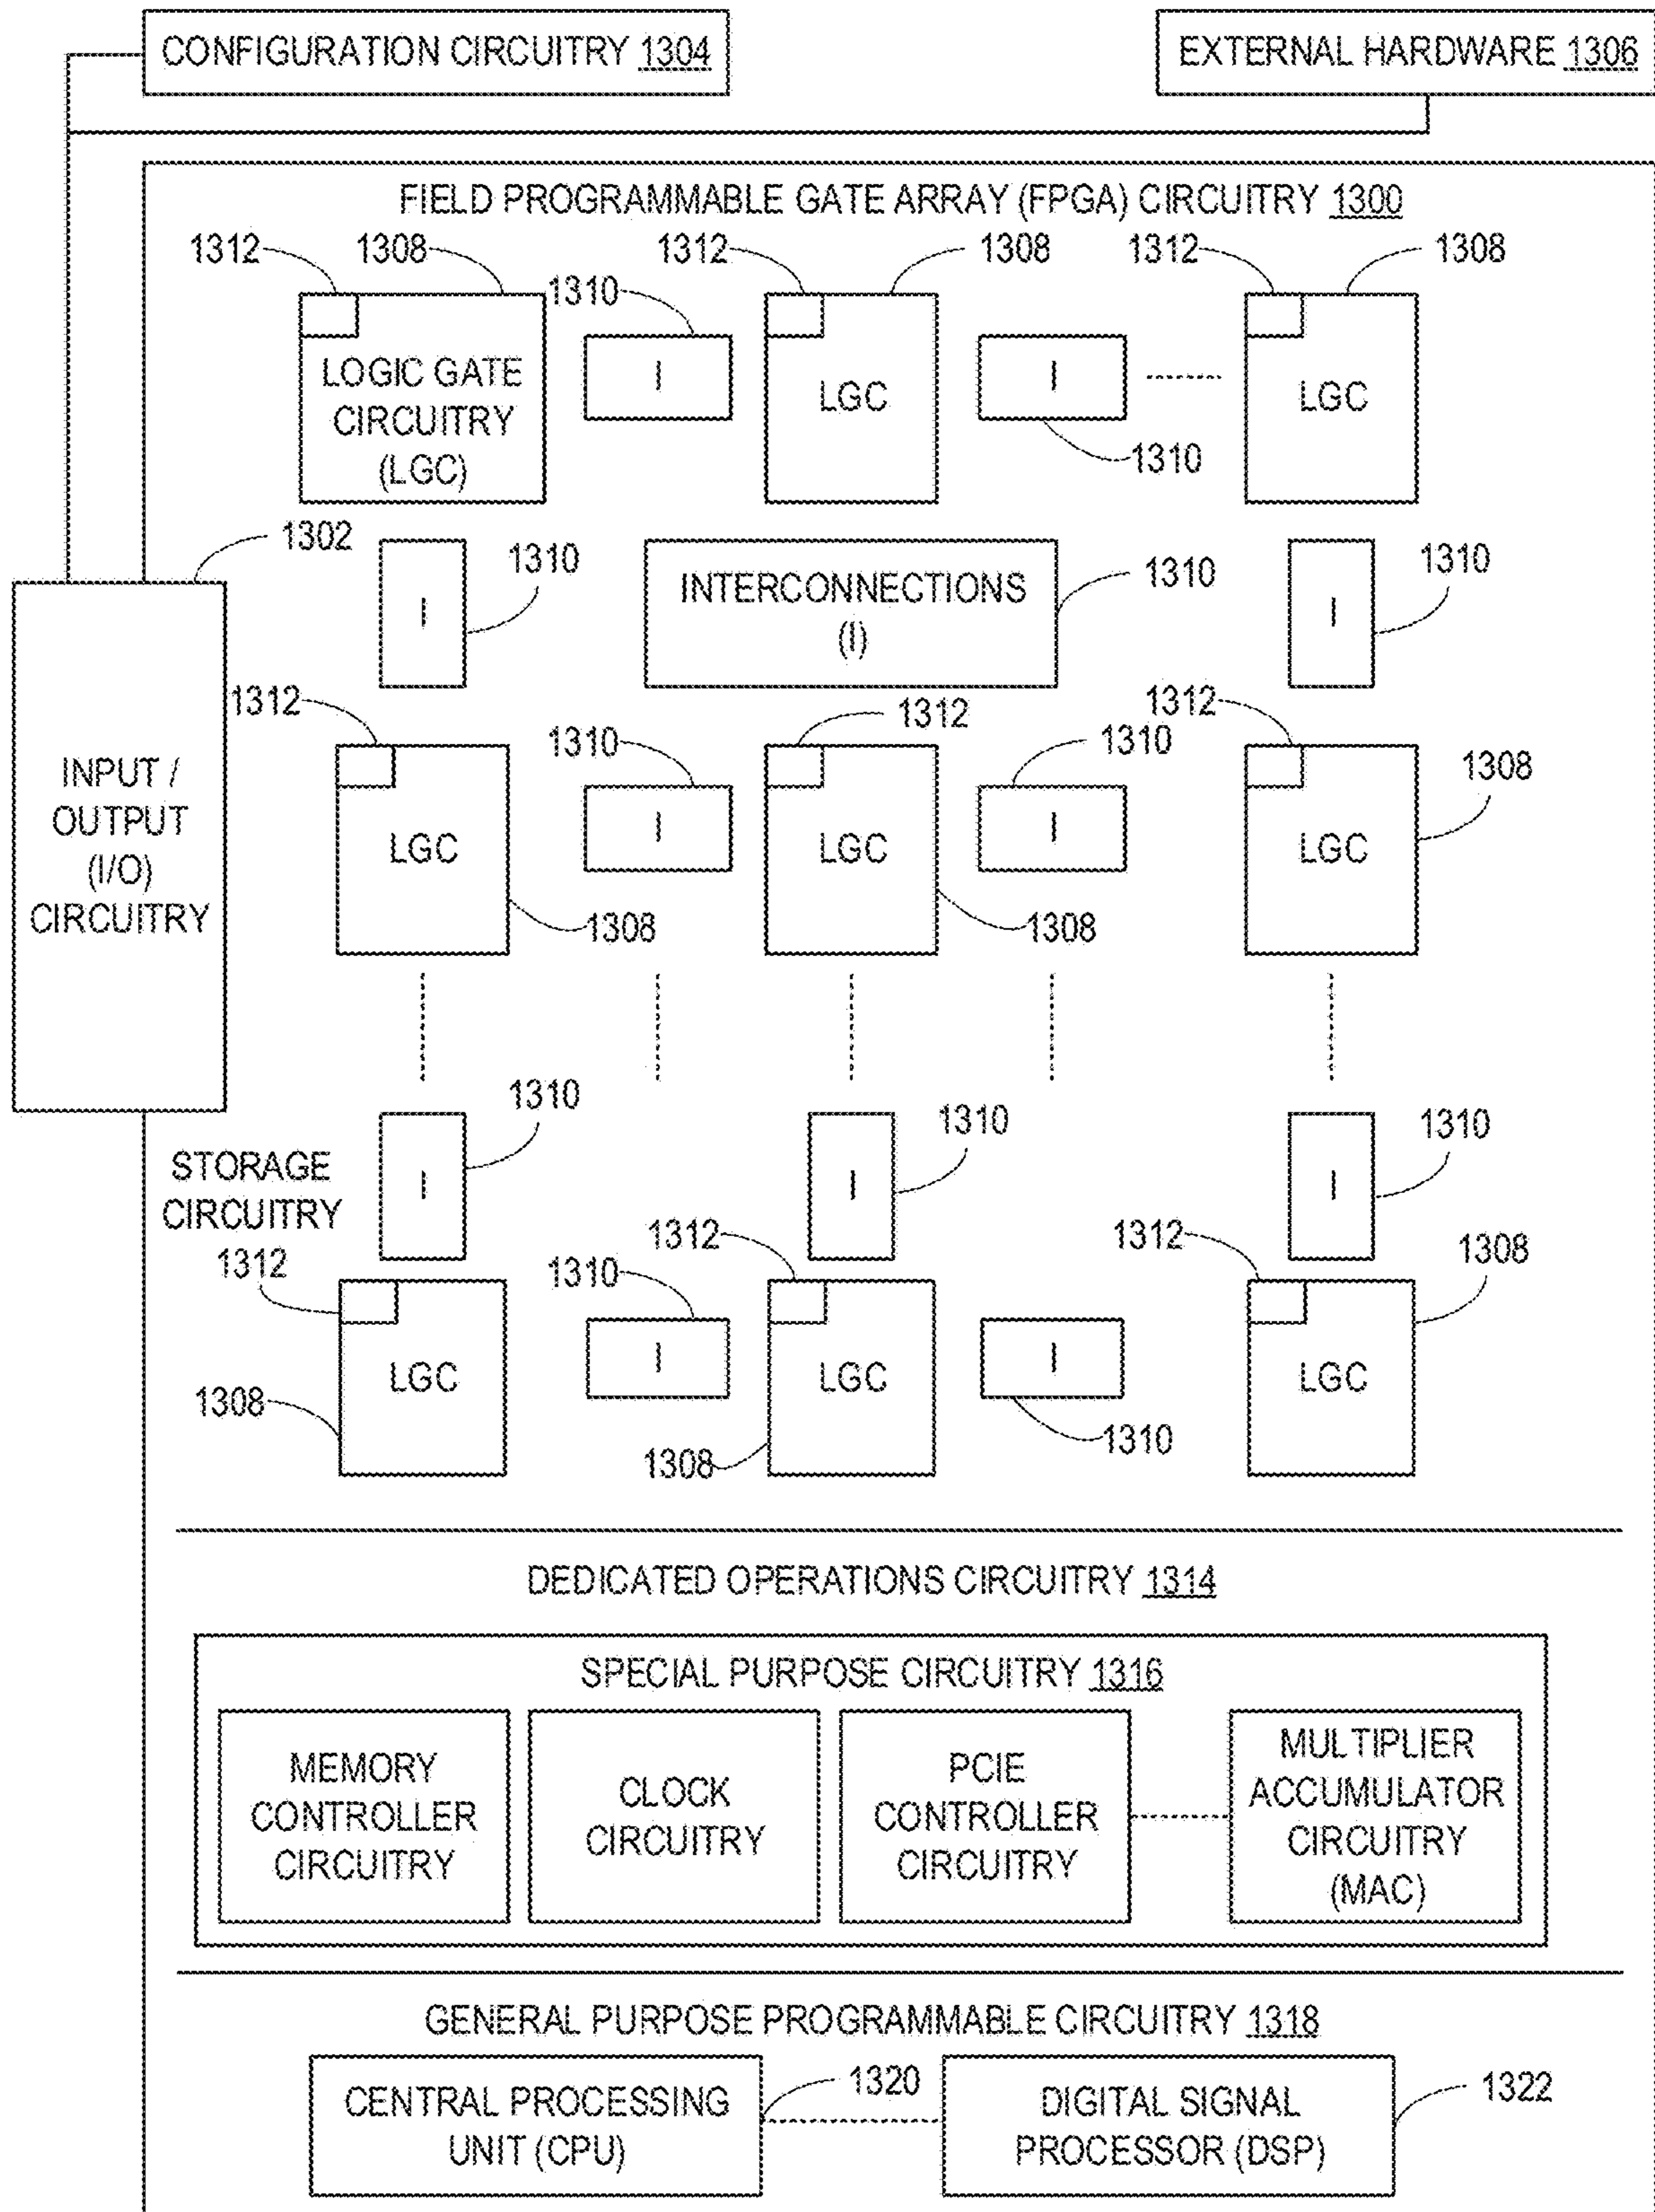 CONFIGURATION CIRCUITRY 1304
EXTERNAL HARDWARE 1306
FIELD PROGRAMMABLE GATE ARRAY (FPGA) CIRCUITRY 1300
1312
1308
1312
1308
1312
1308
1310
LOGIC GATE
CIRCUITRY
(LGC)
I
LGC
I
LGC
1310
1302
1310
INTERCONNECTIONS
(I)
1310
1310
I
I
1312
1312
1312
1310
1310
1308
INPUT /
OUTPUT
(I/O)
CIRCUITRY
LGC
I
LGC
I
LGC
1308
1308
1310
1310
1310
STORAGE
CIRCUITRY
1312
I
I
I
1312
1312
1308
1310
LGC
I
LGC
I
LGC
1308
1308
1310
DEDICATED OPERATIONS CIRCUITRY 1314
SPECIAL PURPOSE CIRCUITRY 1316
MEMORY
CONTROLLER
CIRCUITRY
CLOCK
CIRCUITRY
PCIE
CONTROLLER
CIRCUITRY
MULTIPLIER
ACCUMULATOR
CIRCUITRY
(MAC)
GENERAL PURPOSE PROGRAMMABLE CIRCUITRY 1318
CENTRAL PROCESSING
UNIT (CPU)
1320
DIGITAL SIGNAL
PROCESSOR (DSP)
1322